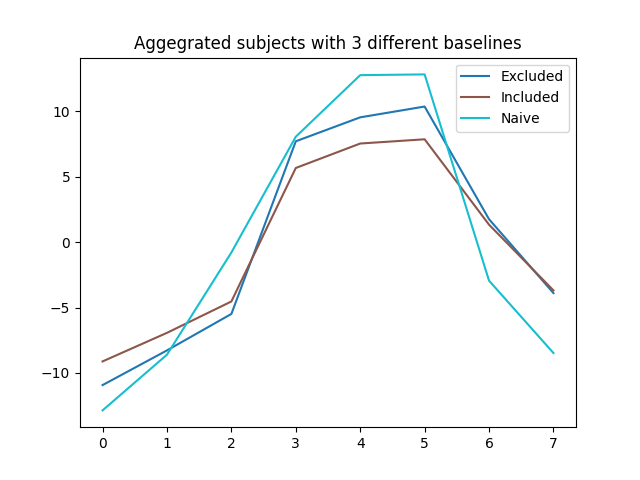 Aggegrated subjects with 3 different baselines
Excluded
Included
Naive
10
5
0
−5
−10
0 1 2 3 4 5 6 7